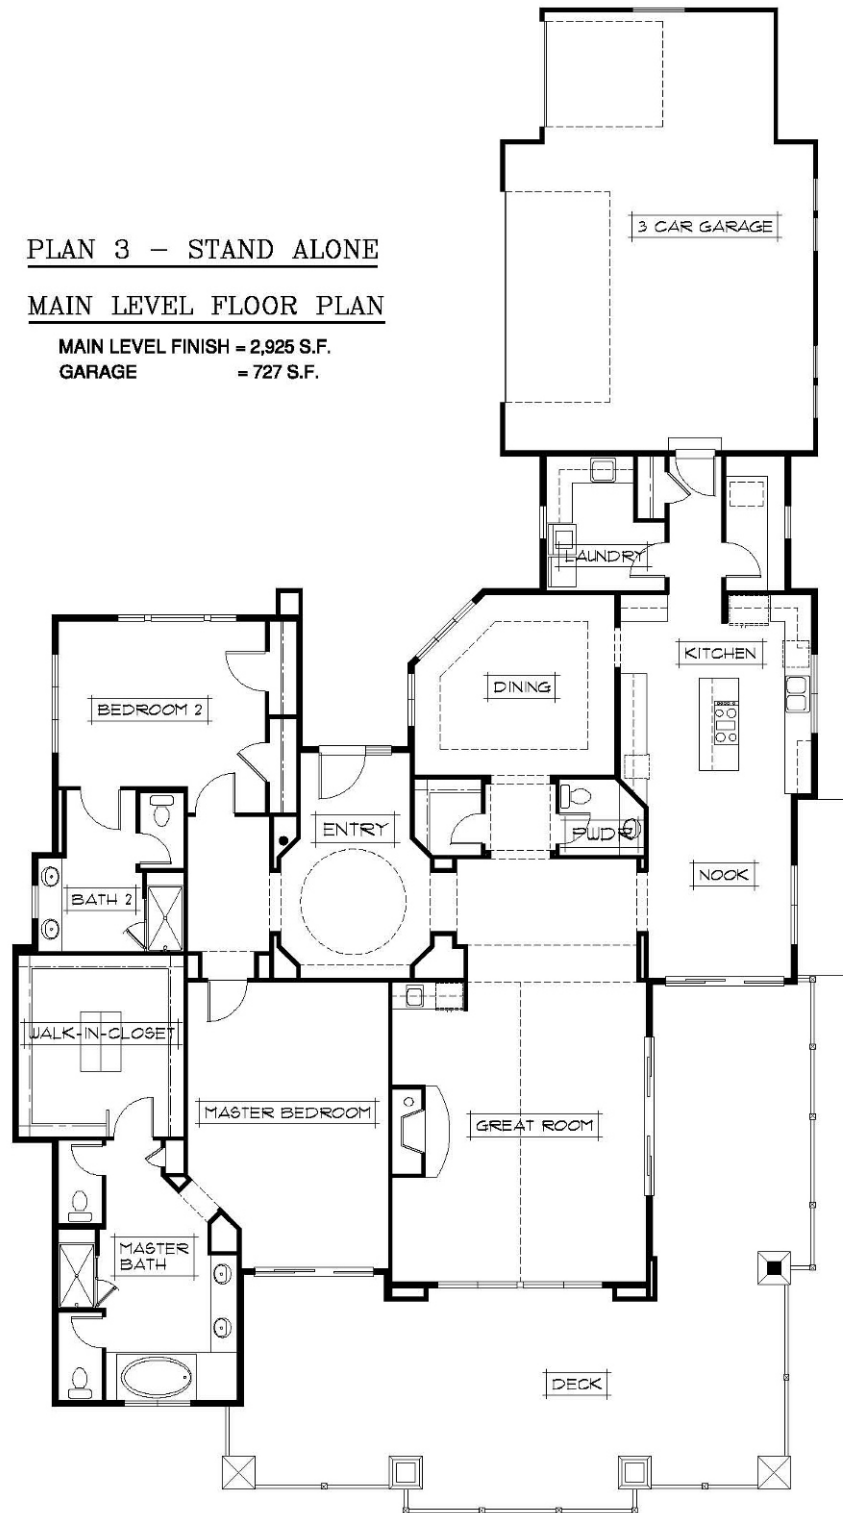 PLAN 3 – STAND ALONE
MAIN LEVEL FLOOR PLAN
MAIN LEVEL FINISH = 2,925 S.F.
GARAGE = 727 S.F.
3 CAR GARAGE
LAUNDRY
KITCHEN
DINING
BEDROOM 2
ENTRY
PWDR
NOOK
BATH 2
WALK-IN-CLOSET
MASTER BEDROOM
GREAT ROOM
MASTER
BATH
DECK